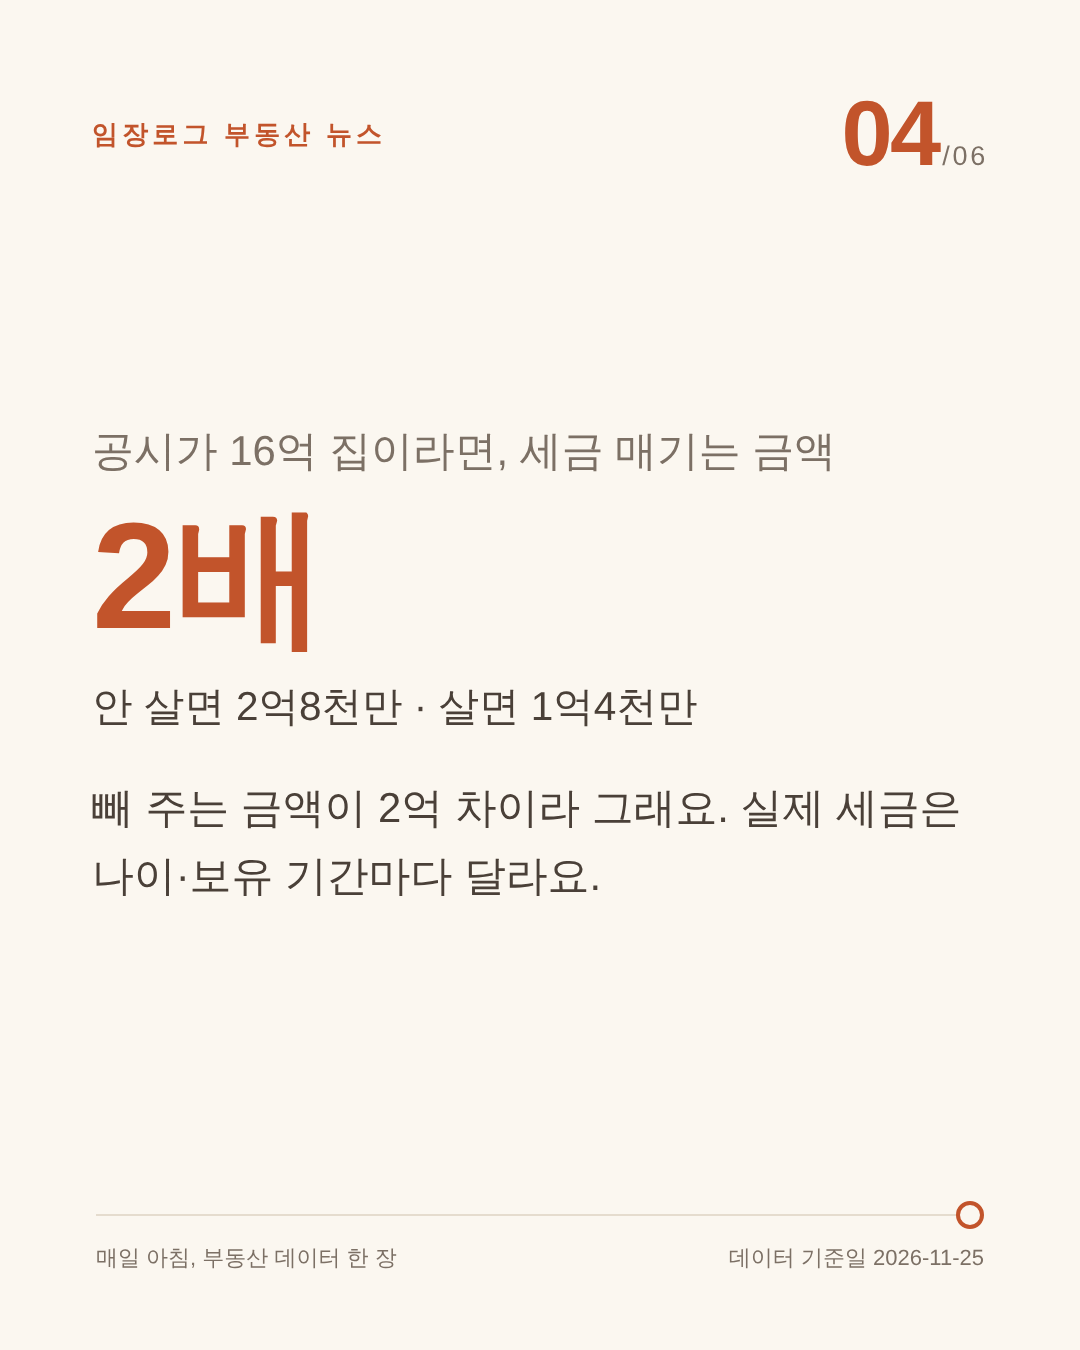 임장로그 부동산 뉴스
04/06
공시가 16억 집이라면, 세금 매기는 금액
2배
안 살면 2억8천만 · 살면 1억4천만
빼 주는 금액이 2억 차이라 그래요. 실제 세금은
나이·보유 기간마다 달라요.
매일 아침, 부동산 데이터 한 장
데이터 기준일 2026-11-25